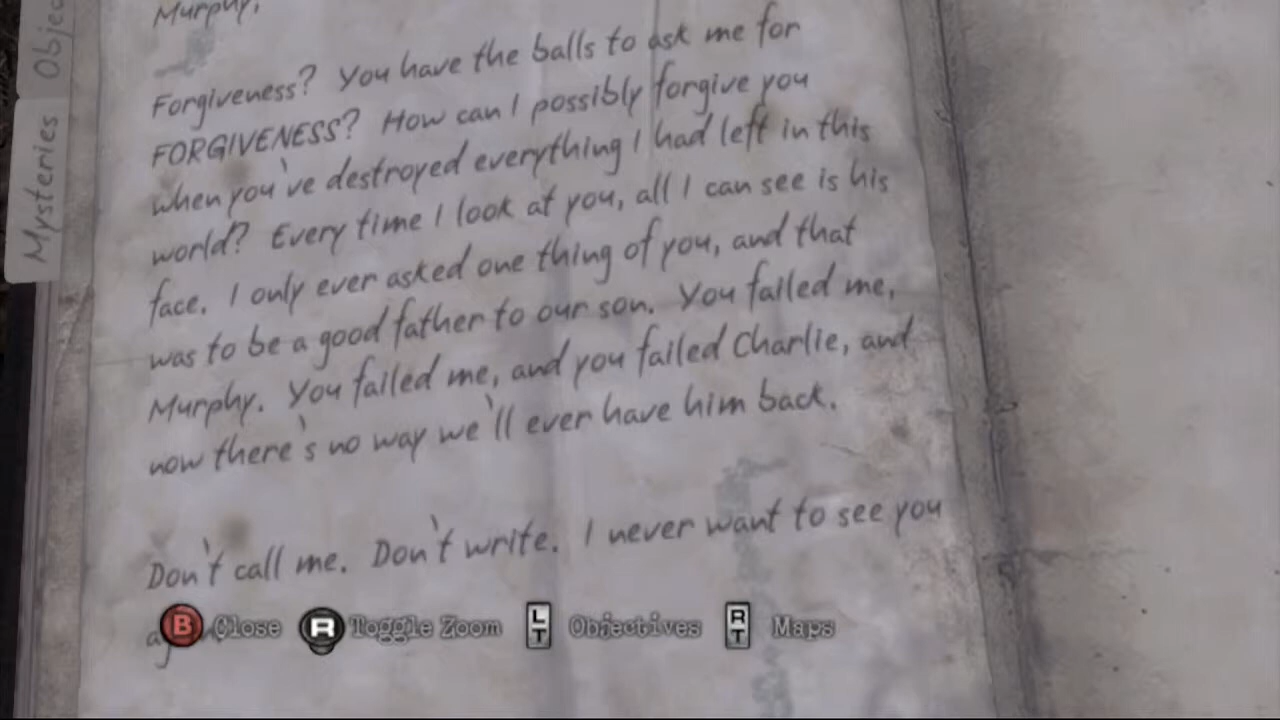 Objec
Mysteries
Murphy,
Forgiveness? You have the balls to ask me for
FORGIVENESS? How can I possibly forgive you
when you've destroyed everything I had left in this
world? Every time I look at you, all I can see is his
face. I only ever asked one thing of you, and that
was to be a good father to our son. You failed me,
Murphy. You failed me, and you failed Charlie, and
now there's no way we'll ever have him back.
Don't call me. Don't write. I never want to see you
B Close R Toggle Zoom LT Objectives RT Maps